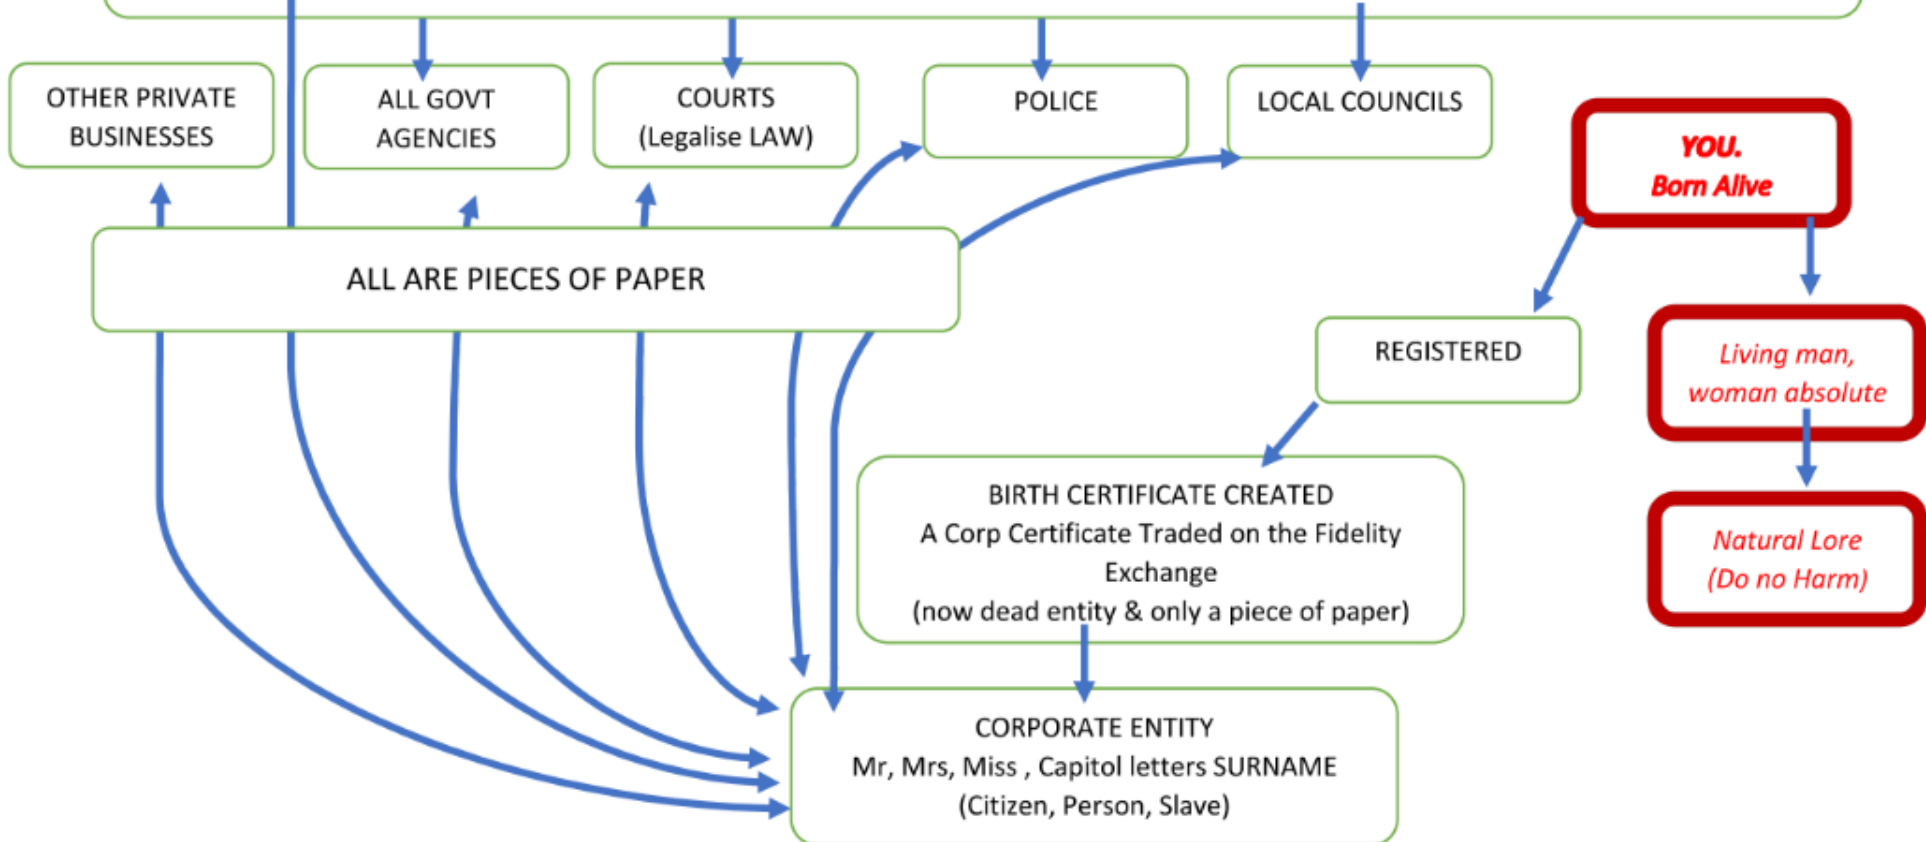 OTHER PRIVATE
BUSINESSES
ALL GOVT
AGENCIES
COURTS
(Legalise LAW)
POLICE
LOCAL COUNCILS
YOU.
Born Alive
ALL ARE PIECES OF PAPER
REGISTERED
Living man,
woman absolute
BIRTH CERTIFICATE CREATED
A Corp Certificate Traded on the Fidelity
Exchange
(now dead entity & only a piece of paper)
Natural Lore
(Do no Harm)
CORPORATE ENTITY
Mr, Mrs, Miss , Capitol letters SURNAME
(Citizen, Person, Slave)